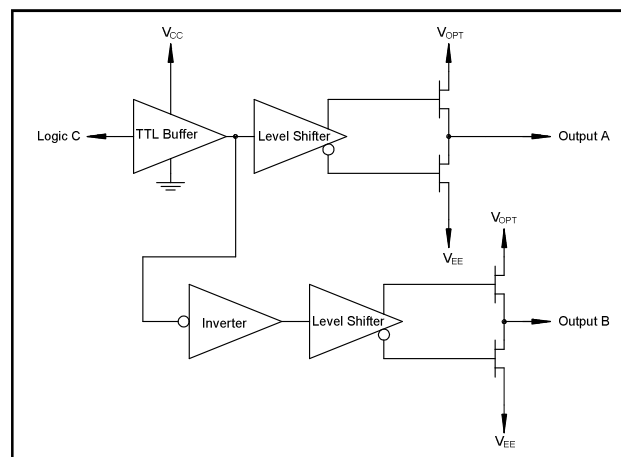 VCC
VOPT
Logic C
TTL Buffer
Level Shifter
Output A
VEE
VOPT
Inverter
Level Shifter
Output B
VEE